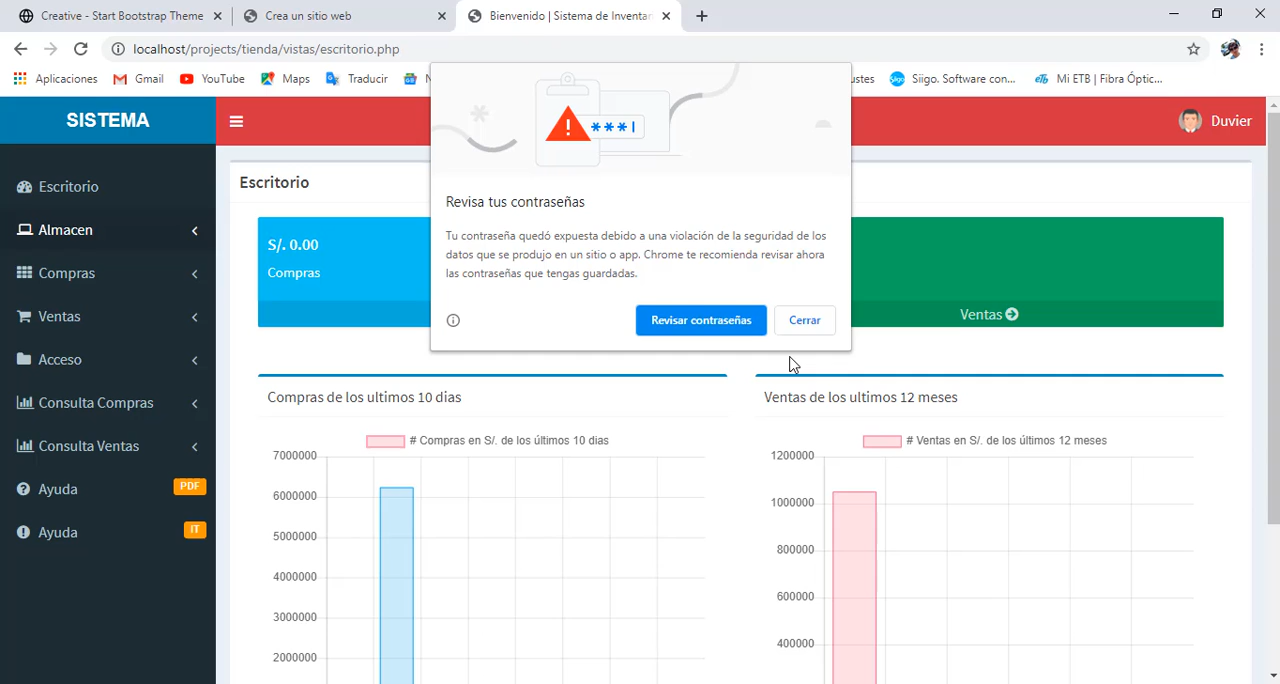 Creative - Start Bootstrap Theme
Crea un sitio web
Bienvenido | Sistema de Inventar
localhost/projects/tienda/vistas/escritorio.php
Aplicaciones
Gmail
YouTube
Maps
Traducir
Siigo. Software con...
Mi ETB | Fibra Óptic...
SISTEMA
Duvier
Escritorio
Almacen
Compras
Ventas
Acceso
Consulta Compras
Consulta Ventas
Ayuda PDF
Ayuda IT
Escritorio
S/. 0.00
Compras
Ventas
***
Revisa tus contraseñas
Tu contraseña quedó expuesta debido a una violación de la seguridad de los
datos que se produjo en un sitio o app. Chrome te recomienda revisar ahora
las contraseñas que tengas guardadas.
Revisar contraseñas
Cerrar
Compras de los ultimos 10 dias
# Compras en S/. de los últimos 10 dias
7000000
6000000
5000000
4000000
3000000
2000000
Ventas de los ultimos 12 meses
# Ventas en S/. de los últimos 12 meses
1200000
1000000
800000
600000
400000